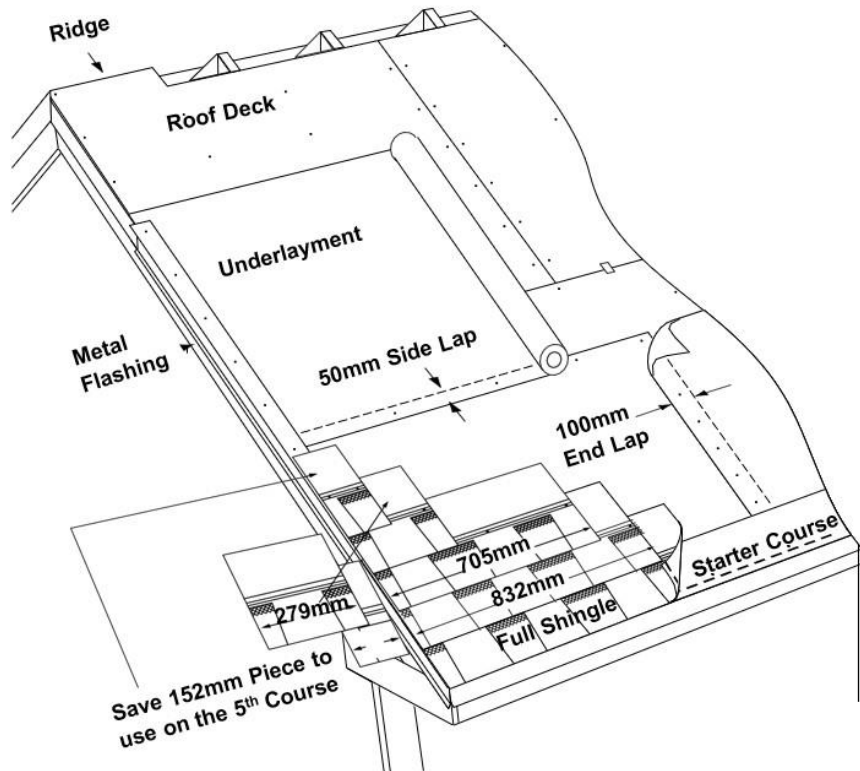 Ridge
Roof Deck
Underlayment
Metal
Flashing
50mm Side Lap
100mm
End Lap
Starter Course
705mm
832mm
279mm
Full Shingle
Save 152mm Piece to
use on the 5th Course